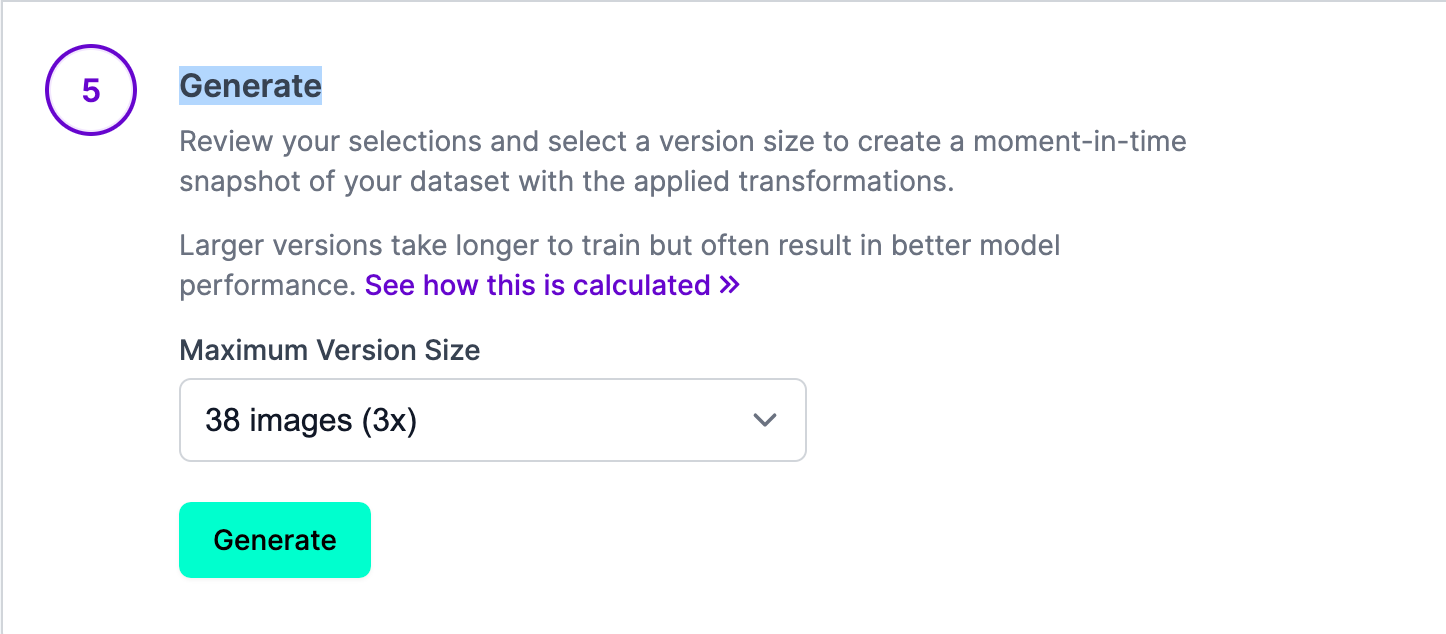 5
Generate
Review your selections and select a version size to create a moment-in-time
snapshot of your dataset with the applied transformations.
Larger versions take longer to train but often result in better model
performance. See how this is calculated »
Maximum Version Size
38 images (3x)
Generate